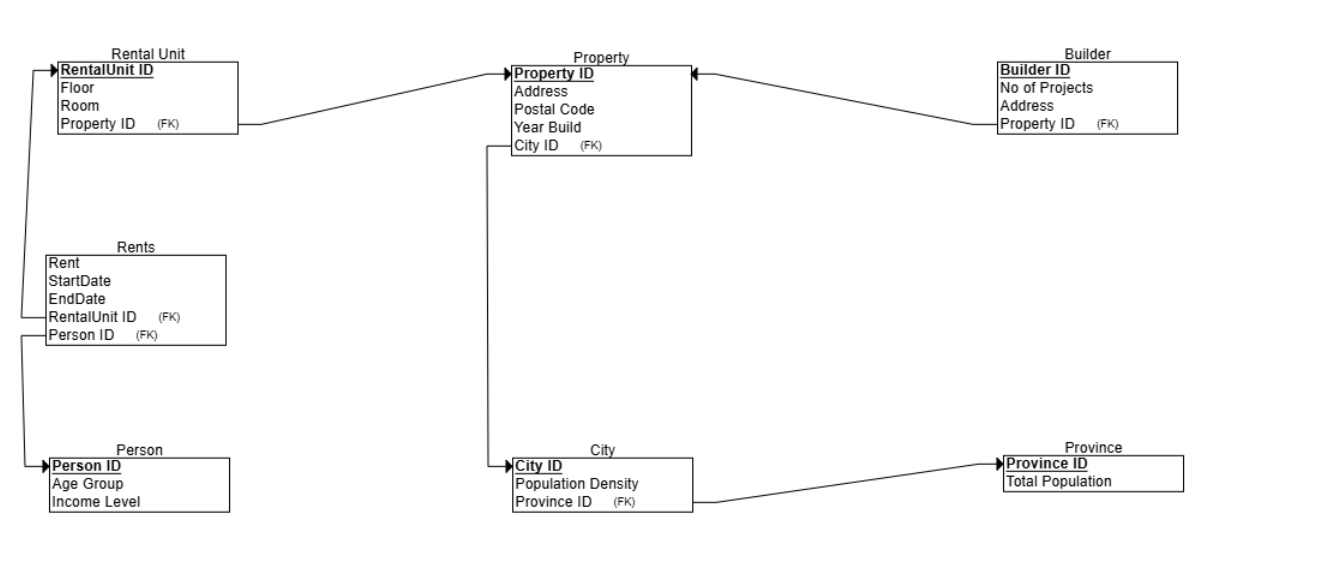 Rental Unit
RentalUnit ID
Floor
Room
Property ID (FK)
Property
Property ID
Address
Postal Code
Year Build
City ID (FK)
Builder
Builder ID
No of Projects
Address
Property ID (FK)
Rents
Rent
StartDate
EndDate
RentalUnit ID (FK)
Person ID (FK)
Person
Person ID
Age Group
Income Level
City
City ID
Population Density
Province ID (FK)
Province
Province ID
Total Population